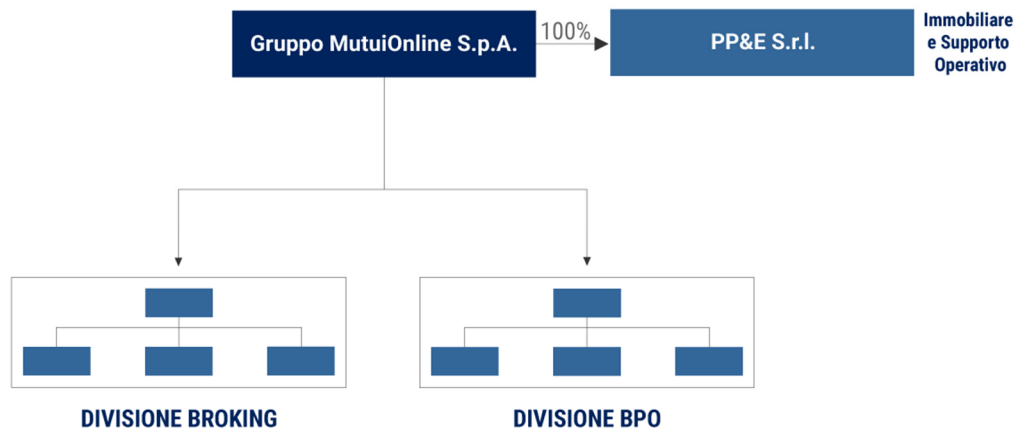 Gruppo MutuiOnline S.p.A.
100%
PP&E S.r.l.
Immobiliare
e Supporto
Operativo
DIVISIONE BROKING
DIVISIONE BPO